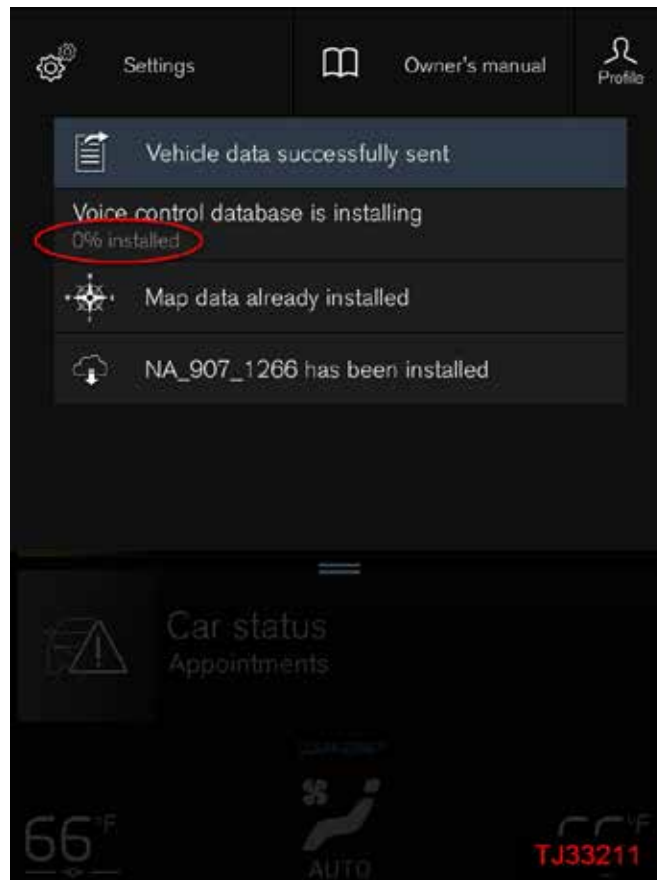 Settings
Owner's manual
Profile
Vehicle data successfully sent
Voice control database is installing
0% installed
Map data already installed
NA_907_1266 has been installed
Car status
Appointments
66°F
AUTO
TJ33211